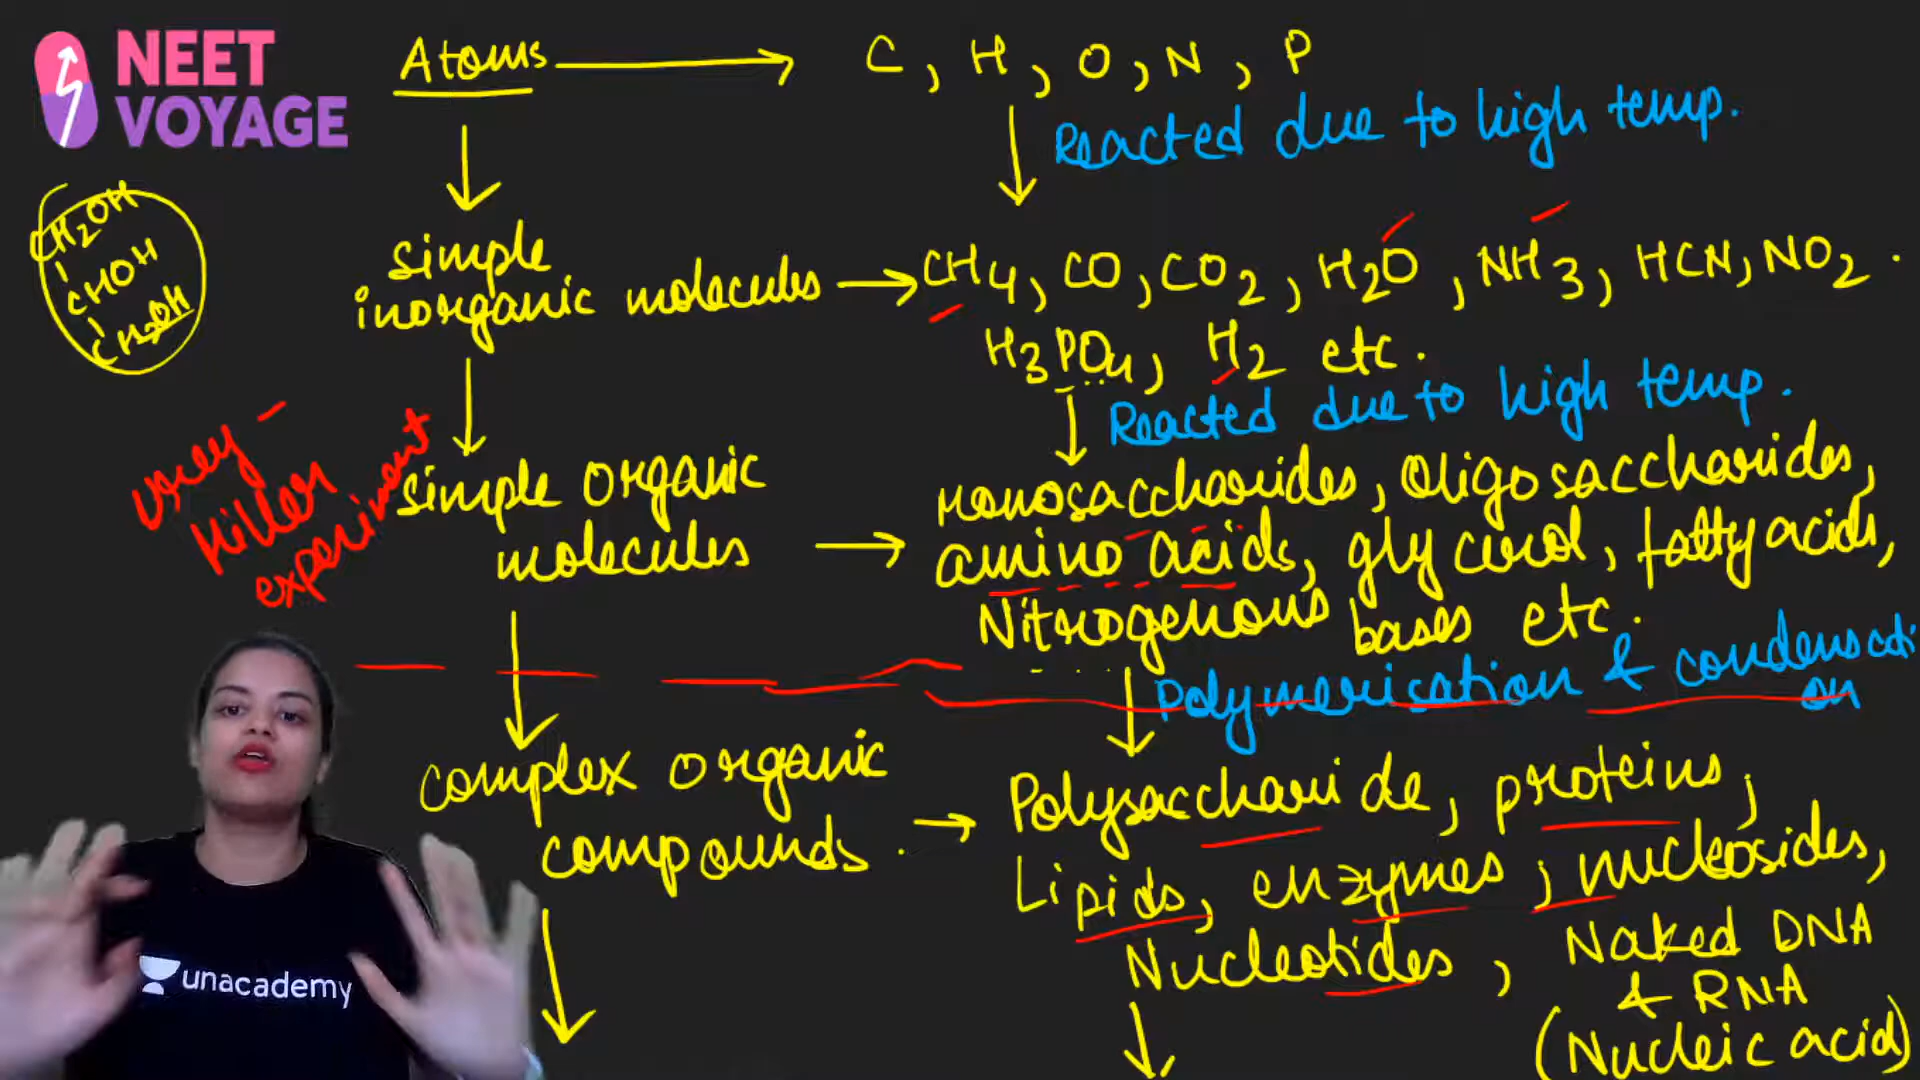 NEET
VOYAGE
Atoms
C, H, O, N, P
Reacted due to high temp.
CH2OH
CHOH
CH2OH
simple
inorganic molecules
CH4, CO, CO2, H2O, NH3, HCN, NO2.
H3PO4, H2 etc.
Reacted due to high temp.
Urey-
Miller
experiment
simple organic
molecules
Monosaccharides, Oligosaccharides,
amino acids, glycerol, fatty acids,
Nitrogenous bases etc.
Polymerisation & condensati
on
complex organic
compounds.
Polysaccharide, proteins,
Lipids, enzymes, nucleosides,
Nucleotides, Naked DNA
& RNA
(Nucleic acid)
unacademy